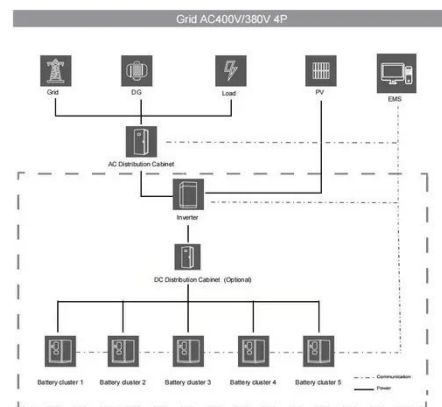 Grid AC400V/380V 4P
Grid
DG
Load
PV
EMS
AC Distribution Cabinet
Inverter
DC Distribution Cabinet (Optional)
Battery cluster 1
Battery cluster 2
Battery cluster 3
Battery cluster 4
Battery cluster 5
Communication
Power